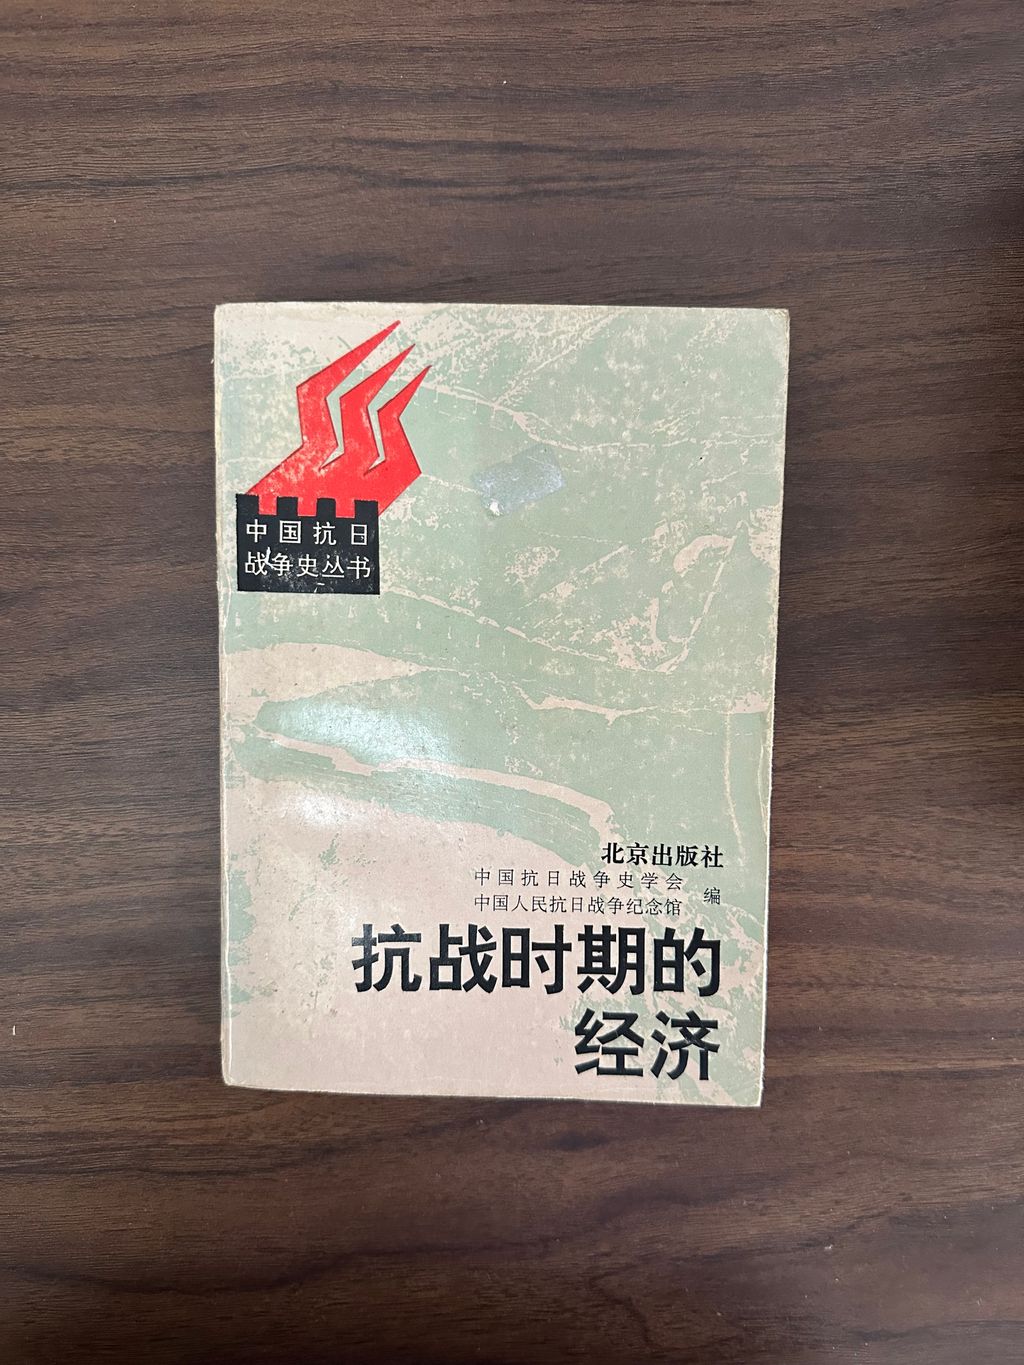 中国抗日
战争史丛书
北京出版社
中国抗日战争史学会
中国人民抗日战争纪念馆
编
抗战时期的
经济